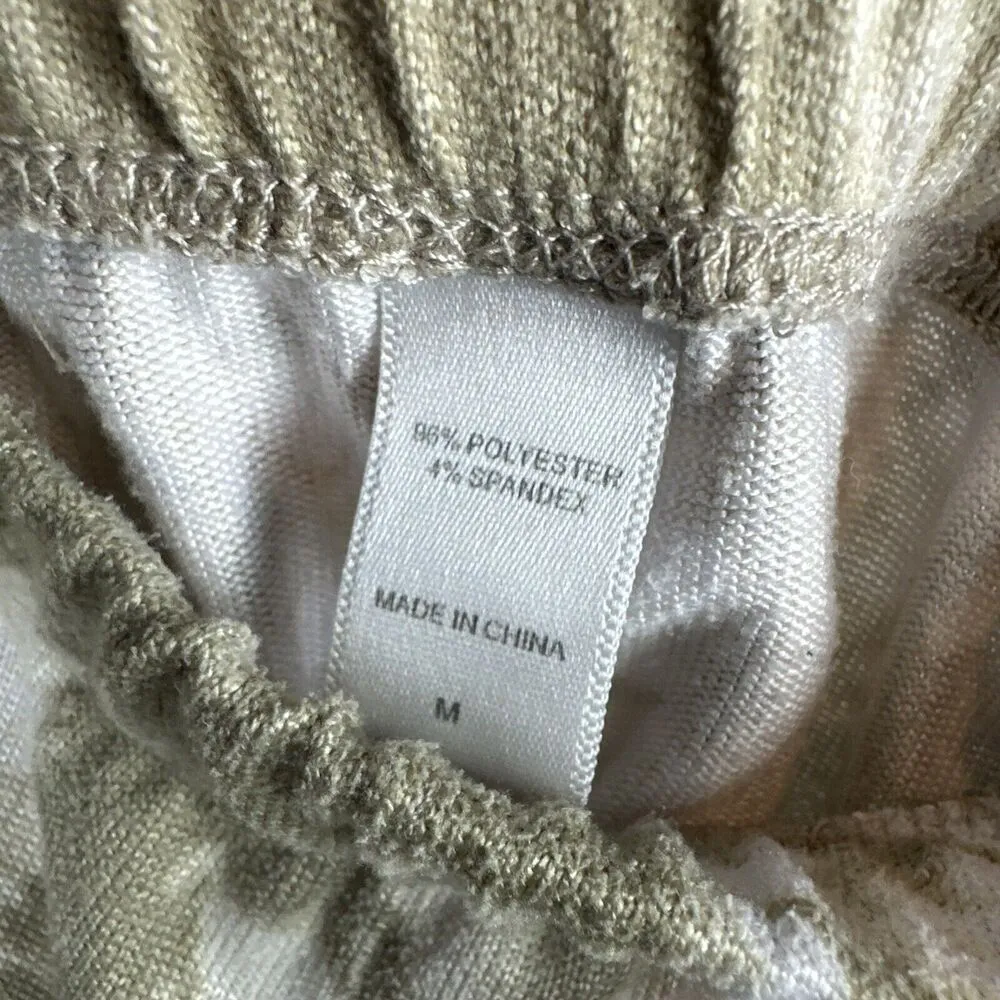 96% POLYESTER
4% SPANDEX
MADE IN CHINA
M